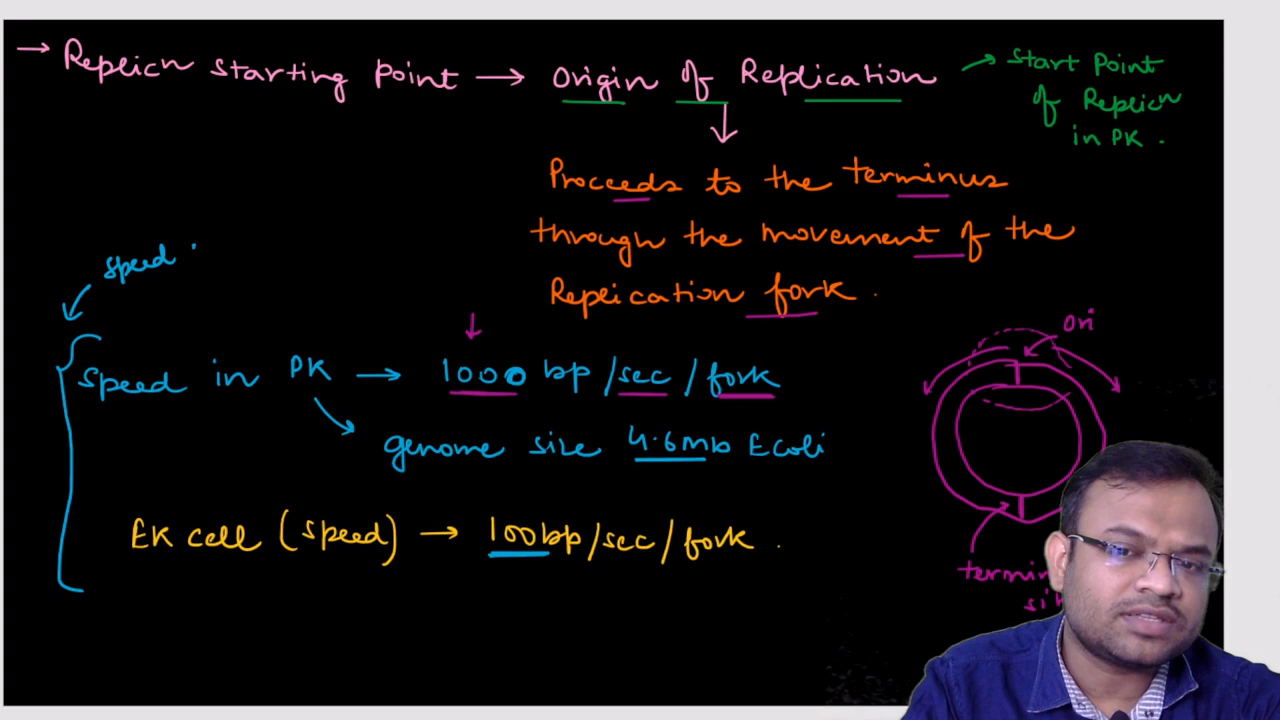 → Replicn starting point → Origin of Replication → Start Point
of Replicn
in PK.
Proceeds to the terminus
through the movement of the
Replication fork.
speed
Speed in PK → 1000 bp/sec/fork
genome size 4.6mb Ecoli
EK cell (speed) → 100bp/sec/fork.
ori